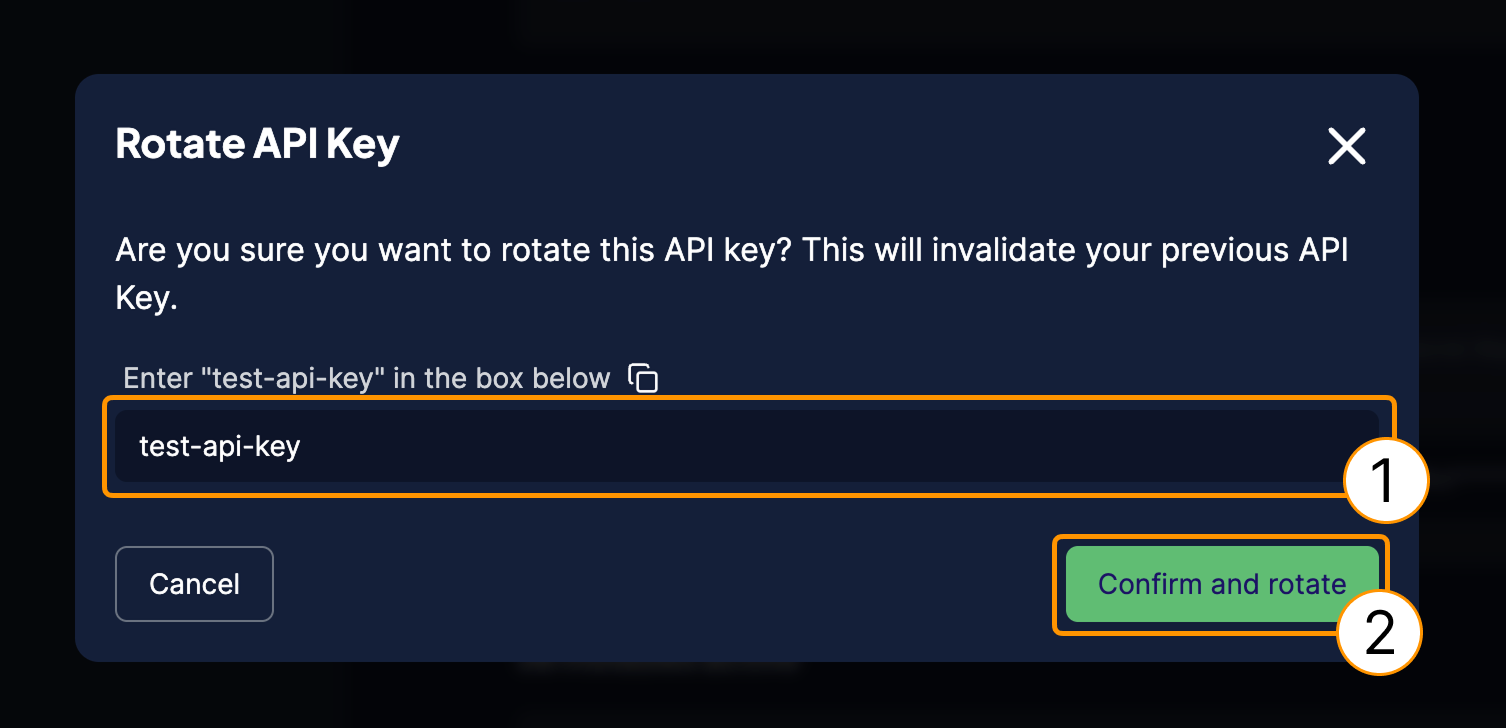 Rotate API Key
Are you sure you want to rotate this API key? This will invalidate your previous API
Key.
Enter "test-api-key" in the box below
test-api-key
1
Cancel
Confirm and rotate
2